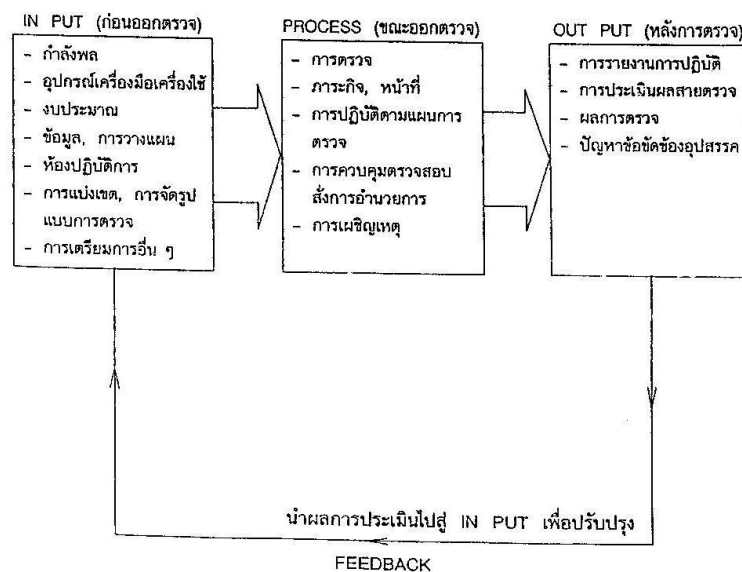 IN PUT (ก่อนออกตรวจ)
- กำลังพล
- อุปกรณ์เครื่องมือเครื่องใช้
- งบประมาณ
- ข้อมูล, การวางแผน
- ห้องปฏิบัติการ
- การแบ่งเขต, การจัดรูป
แบบการตรวจ
- การเตรียมการอื่น ๆ
PROCESS (ขณะออกตรวจ)
- การตรวจ
- ภาระกิจ, หน้าที่
- การปฏิบัติตามแผนการ
ตรวจ
- การควบคุมตรวจสอบ
สั่งการอำนวยการ
- การเผชิญเหตุ
OUT PUT (หลังการตรวจ)
- การรายงานการปฏิบัติ
- การประเมินผลสายตรวจ
- ผลการตรวจ
- ปัญหาข้อขัดข้องอุปสรรค
นำผลการประเมินไปสู่ IN PUT เพื่อปรับปรุง
FEEDBACK